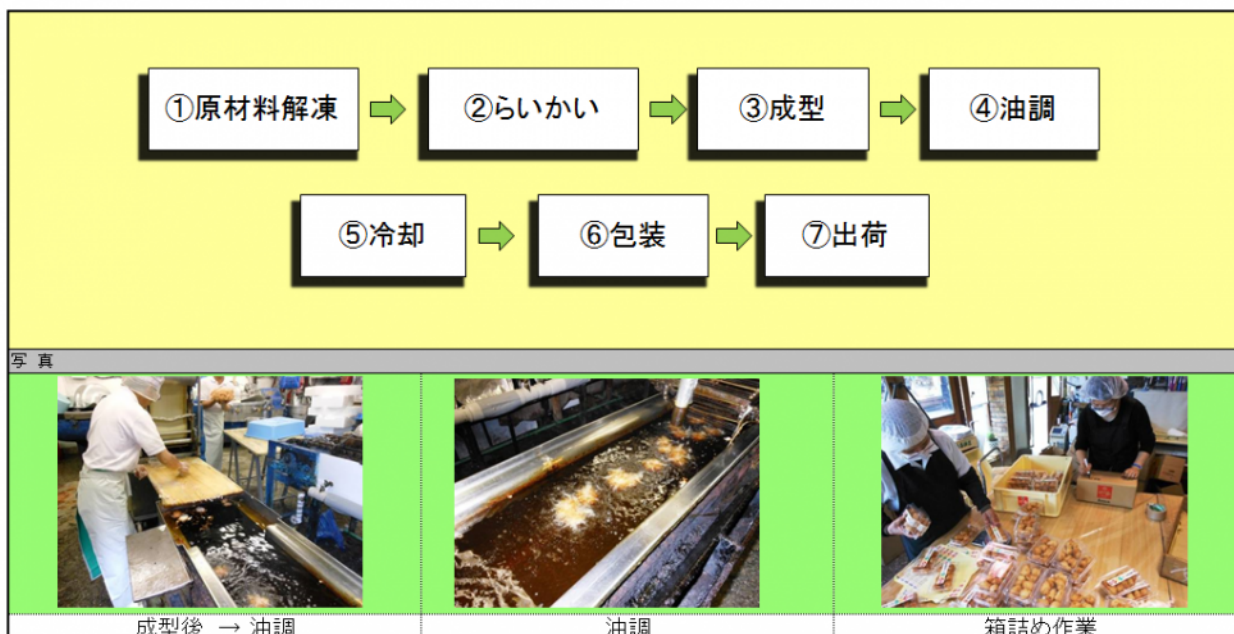 ①原材料解凍 → ②らいかい → ③成型 → ④油調
⑤冷却 → ⑥包装 → ⑦出荷
写 真
成型後 → 油調
油調
箱詰め作業